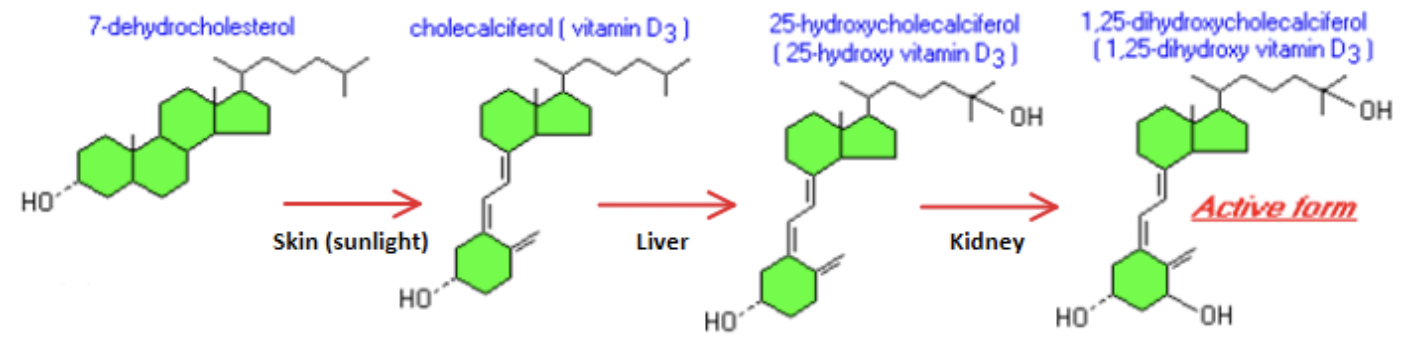 7-dehydrocholesterol
cholecalciferol ( vitamin D3 )
25-hydroxycholecalciferol
( 25-hydroxy vitamin D3 )
1,25-dihydroxycholecalciferol
( 1,25-dihydroxy vitamin D3 )
HO
Skin (sunlight)
HO
Liver
OH
HO
Kidney
OH
Active form
HO
OH